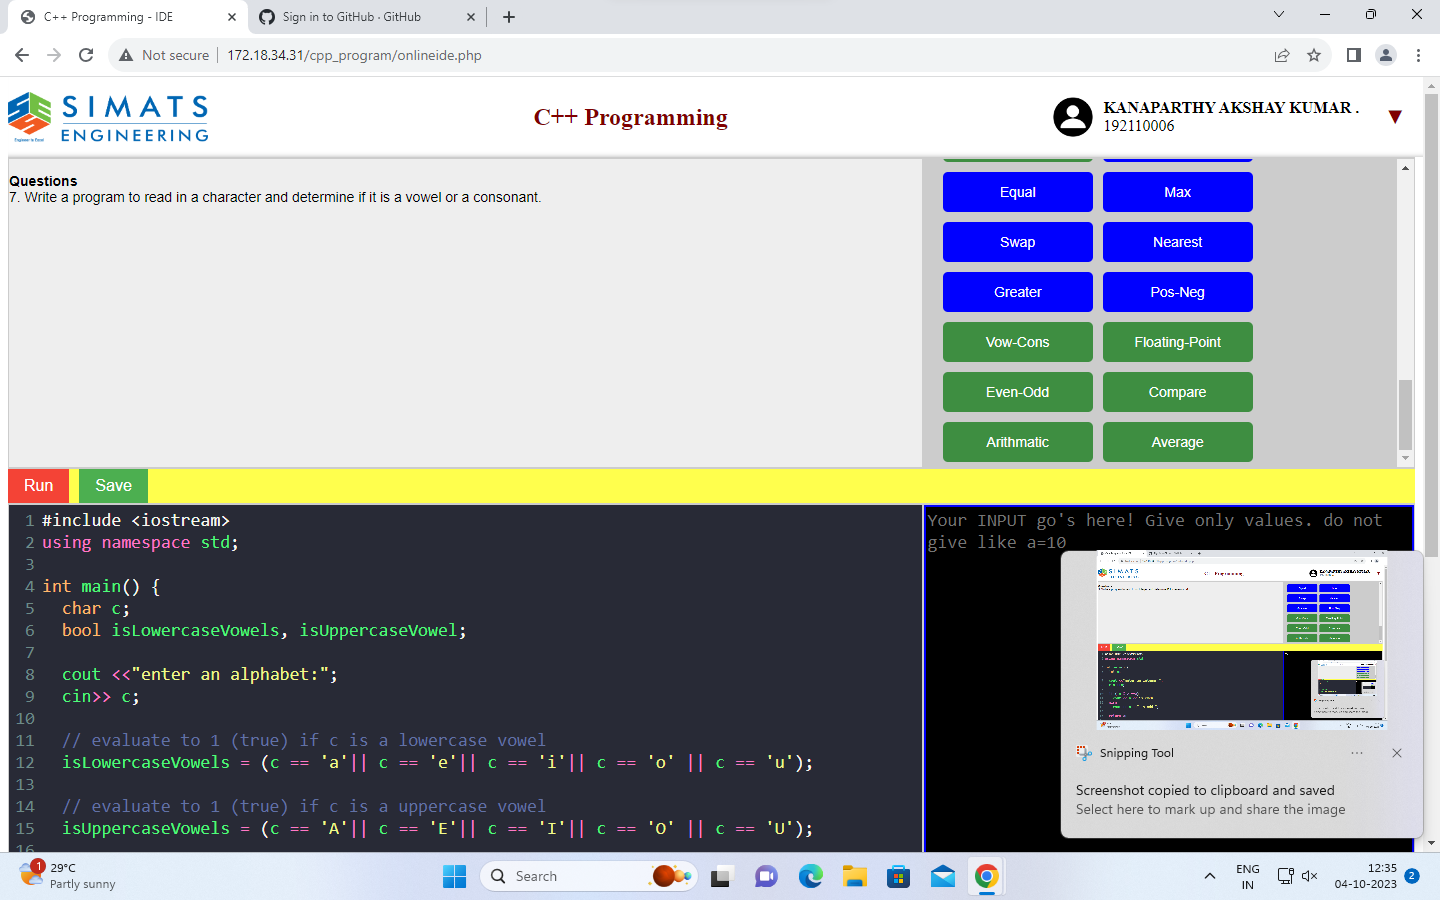 C++ Programming - IDE
Sign in to GitHub · GitHub
Not secure
172.18.34.31/cpp_program/onlineide.php
SIMATS
ENGINEERING
Engineer to Excel
C++ Programming
KANAPARTHY AKSHAY KUMAR .
192110006
Questions
7. Write a program to read in a character and determine if it is a vowel or a consonant.
Equal
Max
Swap
Nearest
Greater
Pos-Neg
Vow-Cons
Floating-Point
Even-Odd
Compare
Arithmatic
Average
Run
Save
1 #include <iostream>
2 using namespace std;
3
4 int main() {
5 char c;
6 bool isLowercaseVowels, isUppercaseVowel;
7
8 cout <<"enter an alphabet:";
9 cin>> c;
10
11 // evaluate to 1 (true) if c is a lowercase vowel
12 isLowercaseVowels = (c == 'a'|| c == 'e'|| c == 'i'|| c == 'o' || c == 'u');
13
14 // evaluate to 1 (true) if c is a uppercase vowel
15 isUppercaseVowels = (c == 'A'|| c == 'E'|| c == 'I'|| c == 'O' || c == 'U');
16
Your INPUT go's here! Give only values. do not
give like a=10
SIMATS
Snipping Tool
Screenshot copied to clipboard and saved
Select here to mark up and share the image
1
29°C
Partly sunny
Search
ENG
IN
12:35
04-10-2023
2